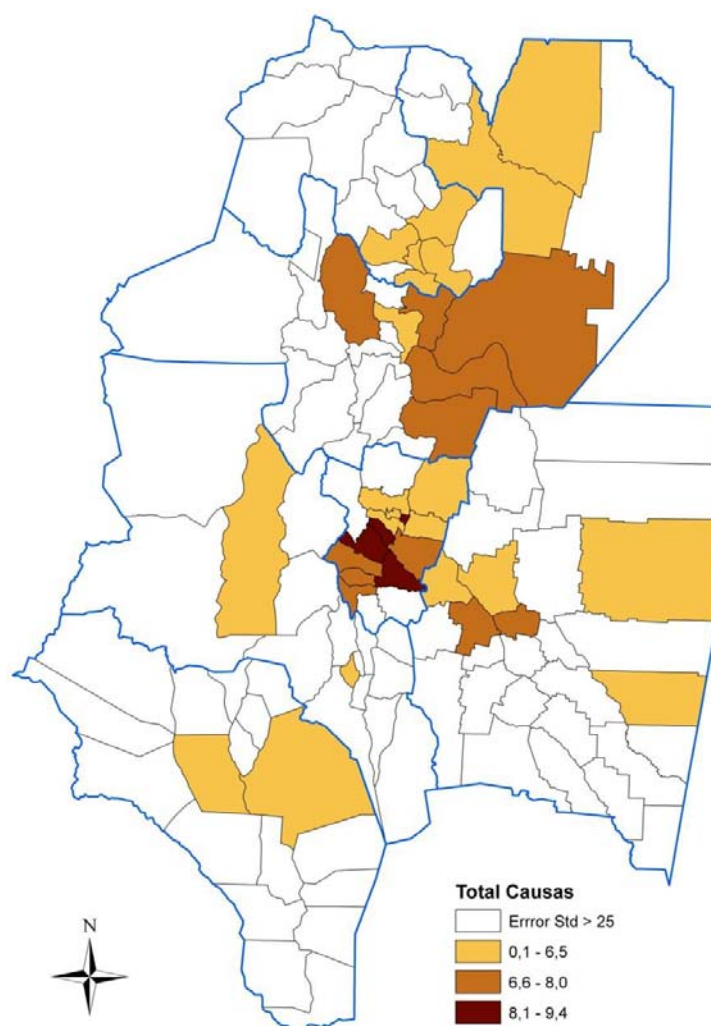 N
Total Causas
Errror Std > 25
0,1 - 6,5
6,6 - 8,0
8,1 - 9,4